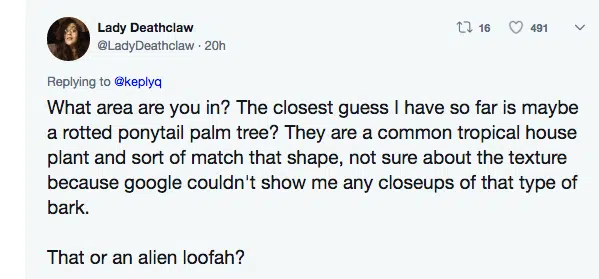 Lady Deathclaw
16
491
@LadyDeathclaw · 20h
Replying to @keplyq
What area are you in? The closest guess I have so far is maybe
a rotted ponytail palm tree? They are a common tropical house
plant and sort of match that shape, not sure about the texture
because google couldn't show me any closeups of that type of
bark.
That or an alien loofah?